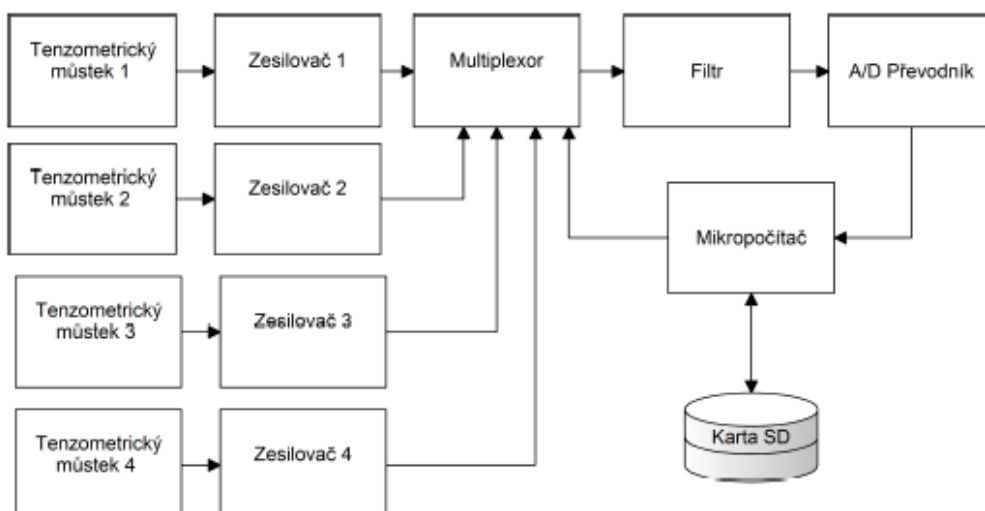 Tenzometrický
můstek 1
Zesilovač 1
Multiplexor
Filtr
A/D Převodník
Tenzometrický
můstek 2
Zesilovač 2
Mikropočítač
Tenzometrický
můstek 3
Zesilovač 3
Tenzometrický
můstek 4
Zesilovač 4
Karta SD